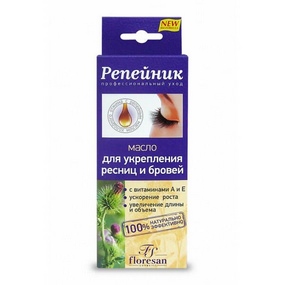 NEW
Репейник
профессиональный уход
масло
для укрепления
ресниц и бровей
• с витаминами А и Е
• ускорение роста
• увеличение длины
и объема
100% НАТУРАЛЬНО
ЭФФЕКТИВНО
floresan